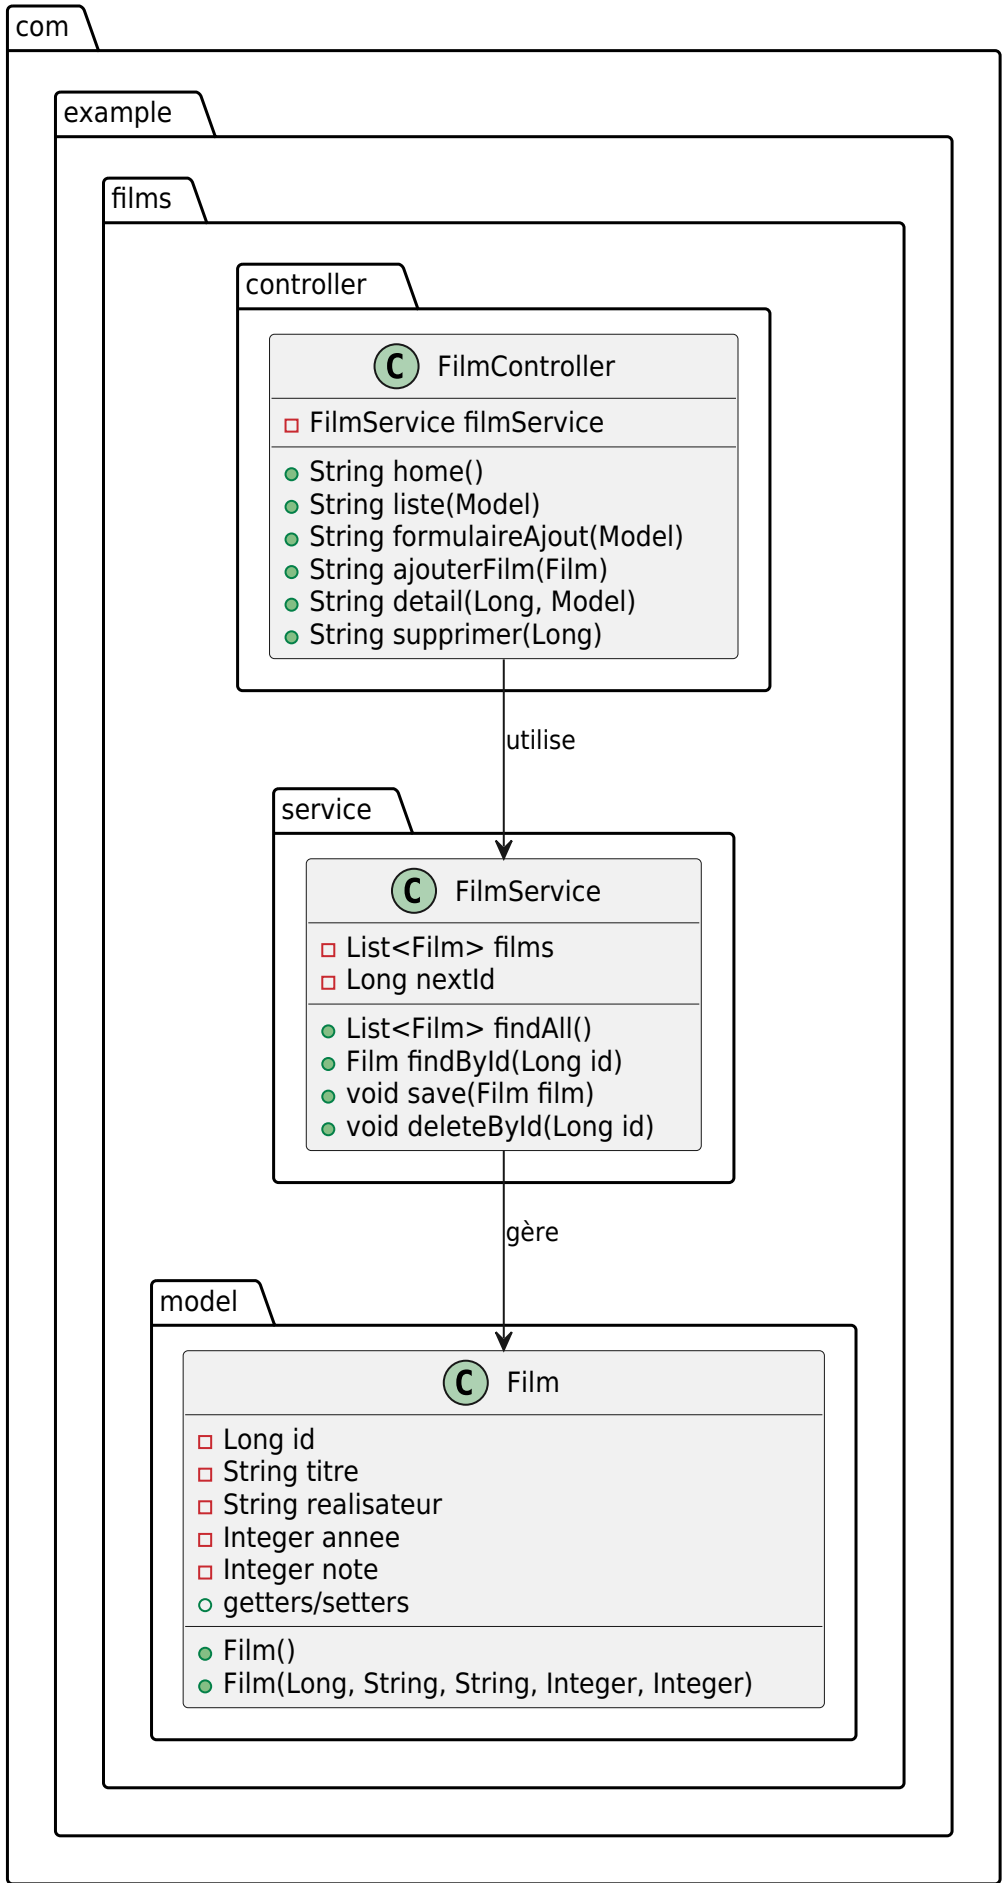 com
example
films
controller
C FilmController
FilmService filmService
String home()
String liste(Model)
String formulaireAjout(Model)
String ajouterFilm(Film)
String detail(Long, Model)
String supprimer(Long)
utilise
service
C FilmService
List<Film> films
Long nextId
List<Film> findAll()
Film findById(Long id)
void save(Film film)
void deleteById(Long id)
gère
model
C Film
Long id
String titre
String realisateur
Integer annee
Integer note
getters/setters
Film()
Film(Long, String, String, Integer, Integer)